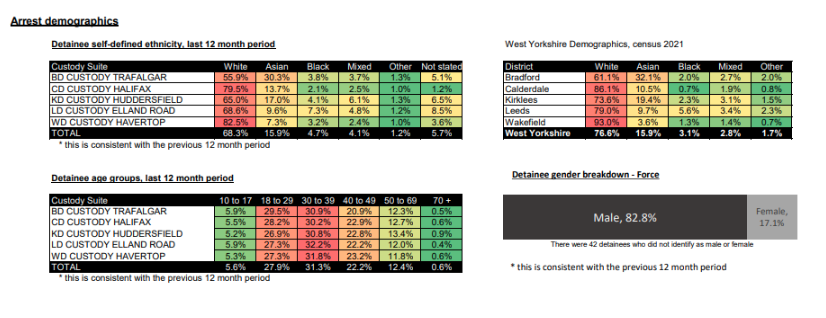 Arrest demographics
Detainee self-defined ethnicity, last 12 month period
Custody Suite White Asian Black Mixed Other Not stated
BD CUSTODY TRAFALGAR 55.9% 30.3% 3.8% 3.7% 1.3% 5.1%
CD CUSTODY HALIFAX 79.5% 13.7% 2.1% 2.5% 1.0% 1.2%
KD CUSTODY HUDDERSFIELD 65.0% 17.0% 4.1% 6.1% 1.3% 6.5%
LD CUSTODY ELLAND ROAD 68.6% 9.6% 7.3% 4.8% 1.2% 8.5%
WD CUSTODY HAVERTOP 82.5% 7.3% 3.2% 2.4% 1.0% 3.6%
TOTAL 68.3% 15.9% 4.7% 4.1% 1.2% 5.7%
* this is consistent with the previous 12 month period
West Yorkshire Demographics, census 2021
District White Asian Black Mixed Other
Bradford 61.1% 32.1% 2.0% 2.7% 2.0%
Calderdale 86.1% 10.5% 0.7% 1.9% 0.8%
Kirklees 73.6% 19.4% 2.3% 3.1% 1.5%
Leeds 79.0% 9.7% 5.6% 3.4% 2.3%
Wakefield 93.0% 3.6% 1.3% 1.4% 0.7%
West Yorkshire 76.6% 15.9% 3.1% 2.8% 1.7%
Detainee age groups, last 12 month period
Custody Suite 10 to 17 18 to 29 30 to 39 40 to 49 50 to 69 70 +
BD CUSTODY TRAFALGAR 5.9% 29.5% 30.9% 20.9% 12.3% 0.5%
CD CUSTODY HALIFAX 5.5% 28.2% 30.2% 22.9% 12.7% 0.6%
KD CUSTODY HUDDERSFIELD 5.2% 26.9% 30.8% 22.8% 13.4% 0.9%
LD CUSTODY ELLAND ROAD 5.9% 27.3% 32.2% 22.2% 12.0% 0.4%
WD CUSTODY HAVERTOP 5.3% 27.3% 31.8% 23.2% 11.8% 0.6%
TOTAL 5.6% 27.9% 31.3% 22.2% 12.4% 0.6%
* this is consistent with the previous 12 month period
Detainee gender breakdown - Force
Male, 82.8%
Female,
17.1%
There were 42 detainees who did not identify as male or female
* this is consistent with the previous 12 month period